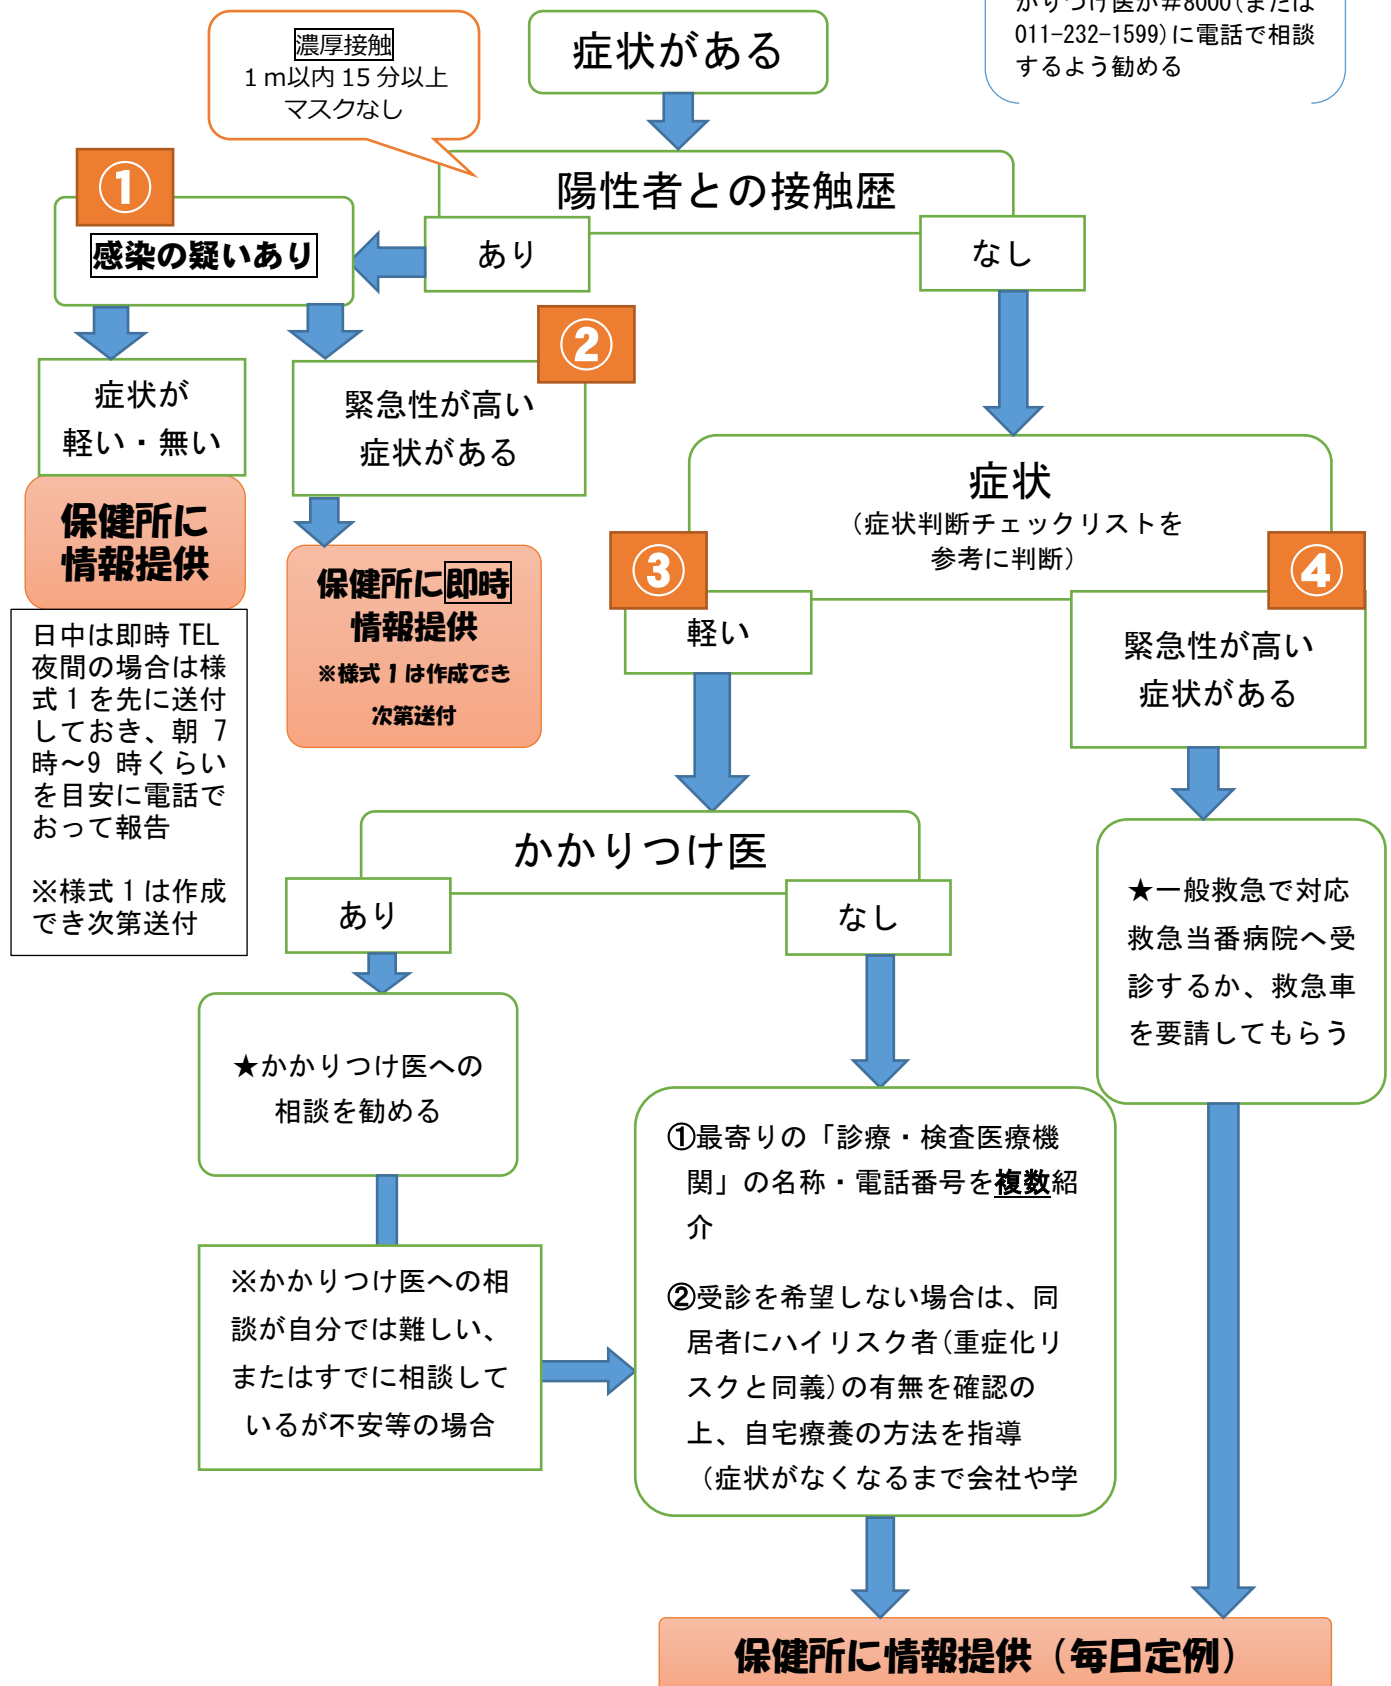 かりつけ医が#8000(または
011-232-1599)に電話で相談
するよう勧める
濃厚接触
1m以内15分以上
マスクなし
症状がある
陽性者との接触歴
あり
なし
①
感染の疑いあり
症状が
軽い・無い
②
緊急性が高い
症状がある
保健所に
情報提供
日中は即時 TEL
夜間の場合は様
式1を先に送付
しておき、朝 7
時~9 時くらい
を目安に電話で
おって報告
※様式1は作成
でき次第送付
保健所に即時
情報提供
※様式1は作成でき
次第送付
症状
(症状判断チェックリストを
参考に判断)
③
軽い
④
緊急性が高い
症状がある
かかりつけ医
あり
なし
★かかりつけ医への
相談を勧める
※かかりつけ医への相
談が自分では難しい、
またはすでに相談して
いるが不安等の場合
①最寄りの「診療・検査医療機
関」の名称・電話番号を複数紹
介
②受診を希望しない場合は、同
居者にハイリスク者(重症化リ
スクと同義)の有無を確認の
上、自宅療養の方法を指導
(症状がなくなるまで会社や学
★一般救急で対応
救急当番病院へ受
診するか、救急車
を要請してもらう
保健所に情報提供(毎日定例)